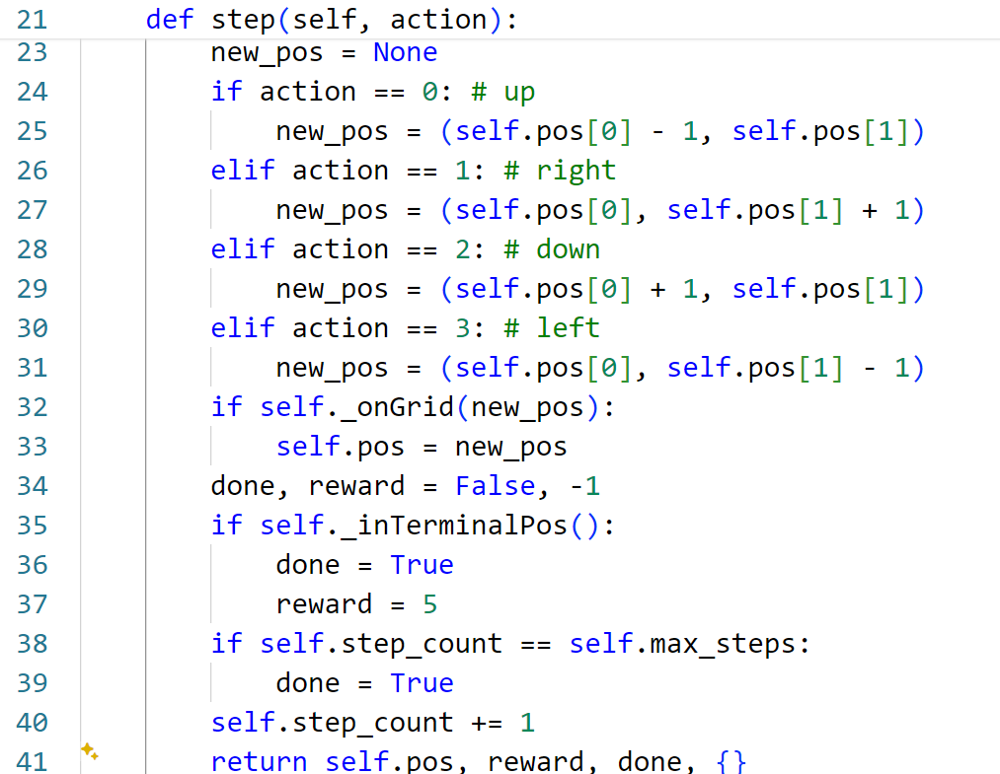 21 def step(self, action):
23 new_pos = None
24 if action == 0: # up
25 new_pos = (self.pos[0] - 1, self.pos[1])
26 elif action == 1: # right
27 new_pos = (self.pos[0], self.pos[1] + 1)
28 elif action == 2: # down
29 new_pos = (self.pos[0] + 1, self.pos[1])
30 elif action == 3: # left
31 new_pos = (self.pos[0], self.pos[1] - 1)
32 if self._onGrid(new_pos):
33 self.pos = new_pos
34 done, reward = False, -1
35 if self._inTerminalPos():
36 done = True
37 reward = 5
38 if self.step_count == self.max_steps:
39 done = True
40 self.step_count += 1
41 return self.pos, reward, done, {}